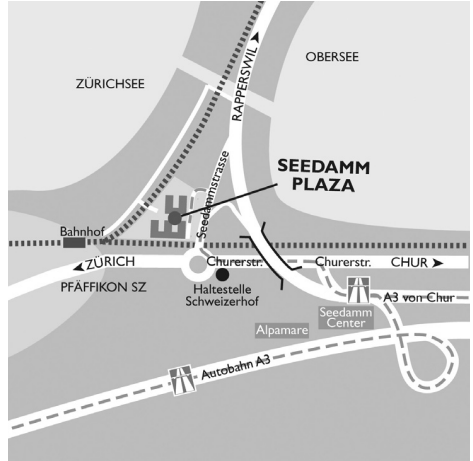 ZÜRICHSEE
OBERSEE
RAPPERSWIL
SEEDAMM
PLAZA
Seedammstrasse
Bahnhof
ZÜRICH
Churerstr.
Churerstr.
CHUR
PFÄFFIKON SZ
Haltestelle
Schweizerhof
A3 von Chur
Seedamm
Center
Alpamare
Autobahn A3